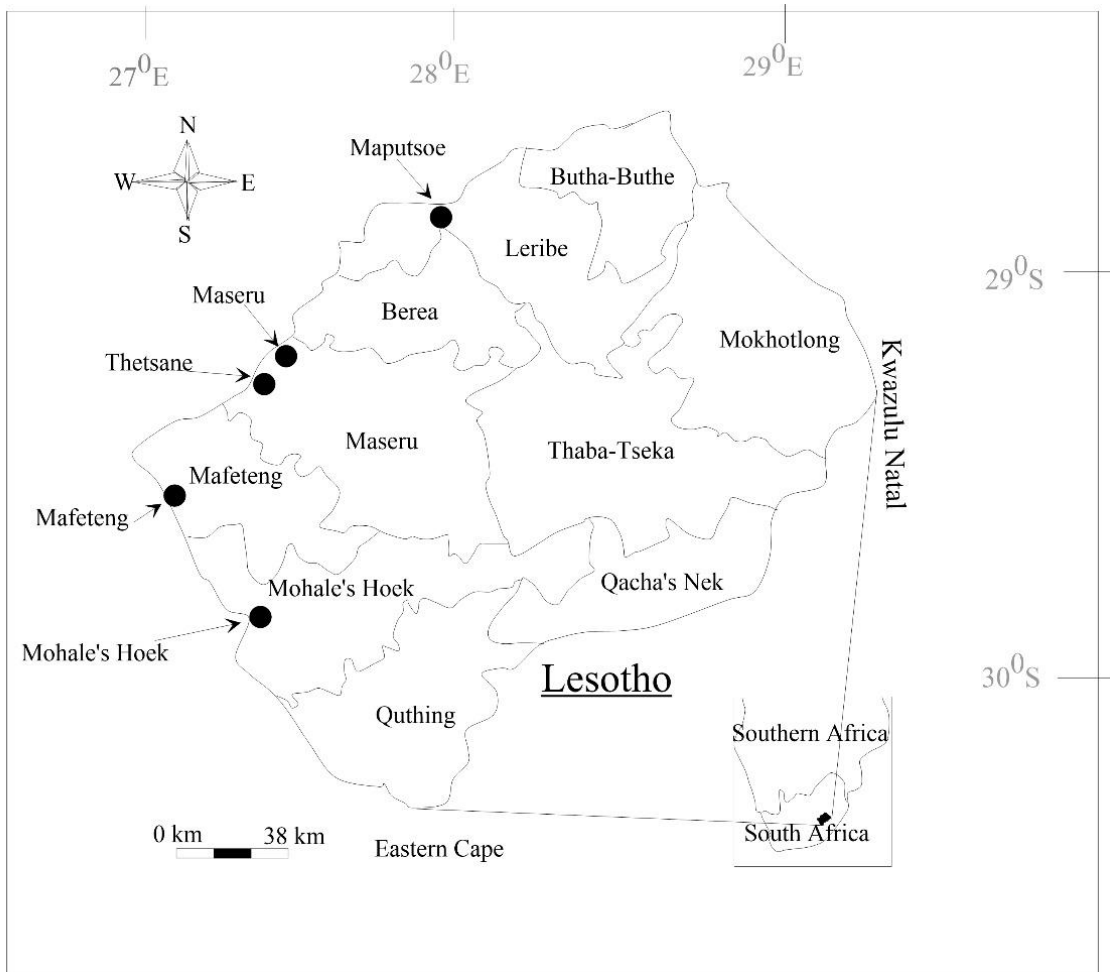 27⁰E
28⁰E
29⁰E
N
W E
S
Maputsoe
Butha-Buthe
Leribe
29⁰S
Maseru
Berea
Mokhotlong
Thetsane
Kwazulu Natal
Maseru
Thaba-Tseka
Mafeteng
Mafeteng
Mohale's Hoek
Qacha's Nek
Mohale's Hoek
Lesotho
30⁰S
Quthing
Southern Africa
0 km 38 km
South Africa
Eastern Cape